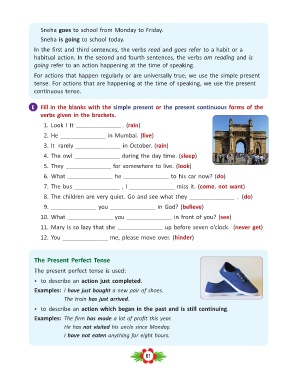 Sneha goes to school from Monday to Friday.
Sneha is going to school today.
In the first and third sentences, the verbs read and goes refer to a habit or a
habitual action. In the second and fourth sentences, the verbs am reading and is
going refer to an action happening at the time of speaking.
For actions that happen regularly or are universally true, we use the simple present
tense. For actions that are happening at the time of speaking, we use the present
continuous tense.
E Fill in the blanks with the simple present or the present continuous forms of the
verbs given in the brackets.
1. Look ! It _______________ . (rain)
2. He _______________ in Mumbai. (live)
3. It rarely _______________ in October. (rain)
4. The owl _______________ during the day time. (sleep)
5. They _______________ for somewhere to live. (look)
6. What _______________ he _______________ to his car now? (do)
7. The bus _______________ , I _______________ miss it. (come, not want)
8. The children are very quiet. Go and see what they _______________ . (do)
9. _______________ you _______________ in God? (believe)
10. What _______________ you _______________ in front of you? (see)
11. Mary is so lazy that she _______________ up before seven o'clock. (never get)
12. You _______________ me, please move over. (hinder)
The Present Perfect Tense
The present perfect tense is used:
• to describe an action just completed.
Examples: I have just bought a new pair of shoes.
The train has just arrived.
• to describe an action which began in the past and is still continuing.
Examples: The firm has made a lot of profit this year.
He has not visited his uncle since Monday.
I have not eaten anything for eight hours.
61